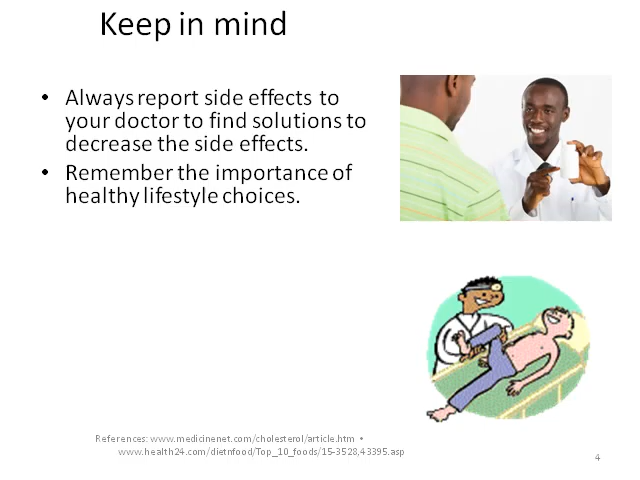 Keep in mind
• Always report side effects to
your doctor to find solutions to
decrease the side effects.
• Remember the importance of
healthy lifestyle choices.
References: www.medicinenet.com/cholesterol/article.htm •
www.health24.com/dietnfood/Top_10_foods/15-3528,43395.asp
4